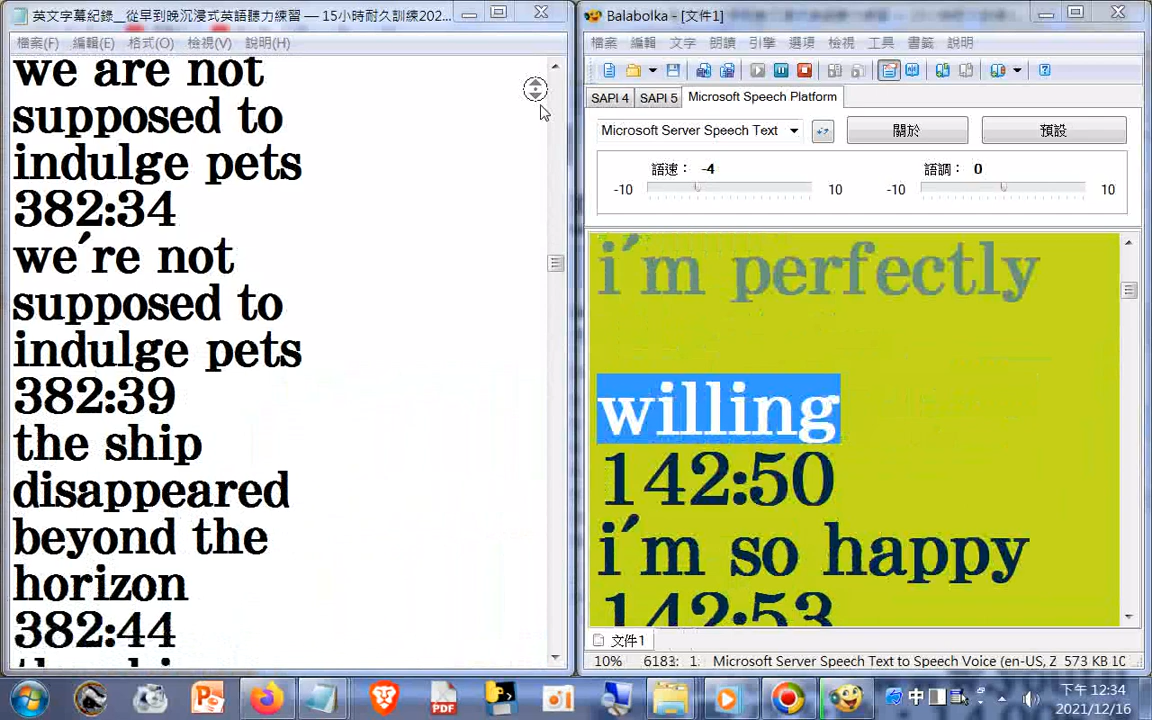 英文字幕紀錄__從早到晚沉浸式英語聽力練習 — 15小時耐久訓練202...
檔案(F) 編輯(E) 格式(O) 檢視(V) 說明(H)
we are not
supposed to
indulge pets
382:34
we´re not
supposed to
indulge pets
382:39
the ship
disappeared
beyond the
horizon
382:44
Balabolka - [文件1]
檔案 編輯 文字 朗讀 引擎 選項 檢視 工具 書籤 說明
SAPI 4 SAPI 5 Microsoft Speech Platform
Microsoft Server Speech Text 關於 預設
語速： -4 語調： 0
-10 10 -10 10
i´m perfectly
willing
142:50
i´m so happy
142:53
文件1
10% 6183: 1: Microsoft Server Speech Text to Speech Voice (en-US, Z 573 KB 10
PDF
中
下午 12:34
2021/12/16